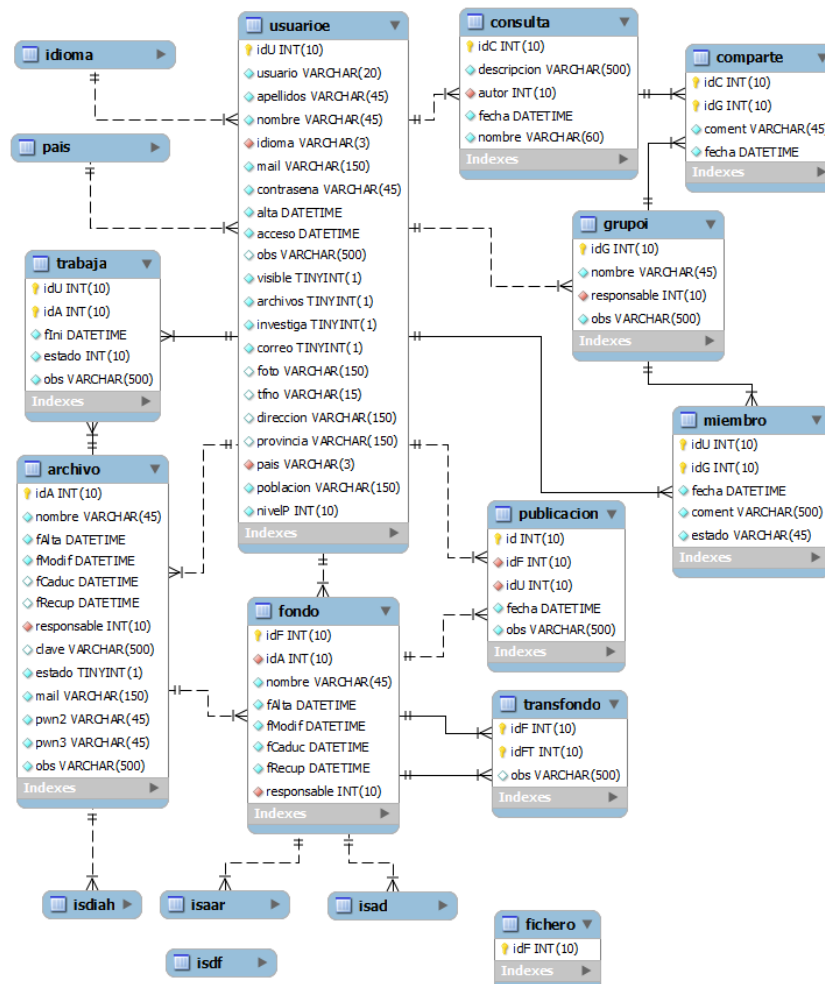 idioma
pais
usuarioe
idU INT(10)
usuario VARCHAR(20)
apellidos VARCHAR(45)
nombre VARCHAR(45)
idioma VARCHAR(3)
mail VARCHAR(150)
contrasena VARCHAR(45)
alta DATETIME
acceso DATETIME
obs VARCHAR(500)
visible TINYINT(1)
archivos TINYINT(1)
investiga TINYINT(1)
correo TINYINT(1)
foto VARCHAR(150)
tfno VARCHAR(15)
direccion VARCHAR(150)
provincia VARCHAR(150)
pais VARCHAR(3)
poblacion VARCHAR(150)
nivelP INT(10)
Indexes
consulta
idC INT(10)
descripcion VARCHAR(500)
autor INT(10)
fecha DATETIME
nombre VARCHAR(60)
Indexes
comparte
idC INT(10)
idG INT(10)
coment VARCHAR(45)
fecha DATETIME
Indexes
grupoi
idG INT(10)
nombre VARCHAR(45)
responsable INT(10)
obs VARCHAR(500)
Indexes
trabaja
idU INT(10)
idA INT(10)
fIni DATETIME
estado INT(10)
obs VARCHAR(500)
Indexes
miembro
idU INT(10)
idG INT(10)
fecha DATETIME
coment VARCHAR(500)
estado VARCHAR(45)
Indexes
archivo
idA INT(10)
nombre VARCHAR(45)
fAlta DATETIME
fModif DATETIME
fCaduc DATETIME
fRecup DATETIME
responsable INT(10)
clave VARCHAR(500)
estado TINYINT(1)
mail VARCHAR(150)
pwn2 VARCHAR(45)
pwn3 VARCHAR(45)
obs VARCHAR(500)
Indexes
publicacion
id INT(10)
idF INT(10)
idU INT(10)
fecha DATETIME
obs VARCHAR(500)
Indexes
fondo
idF INT(10)
idA INT(10)
nombre VARCHAR(45)
fAlta DATETIME
fModif DATETIME
fCaduc DATETIME
fRecup DATETIME
responsable INT(10)
Indexes
transfondo
idF INT(10)
idFT INT(10)
obs VARCHAR(500)
Indexes
isdiah
isaar
isad
isdf
fichero
idF INT(10)
Indexes